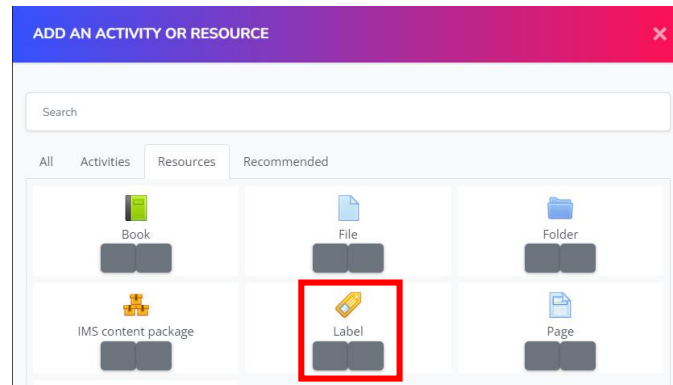 ADD AN ACTIVITY OR RESOURCE
Search
All Activities Resources Recommended
Book File Folder
IMS content package Label Page